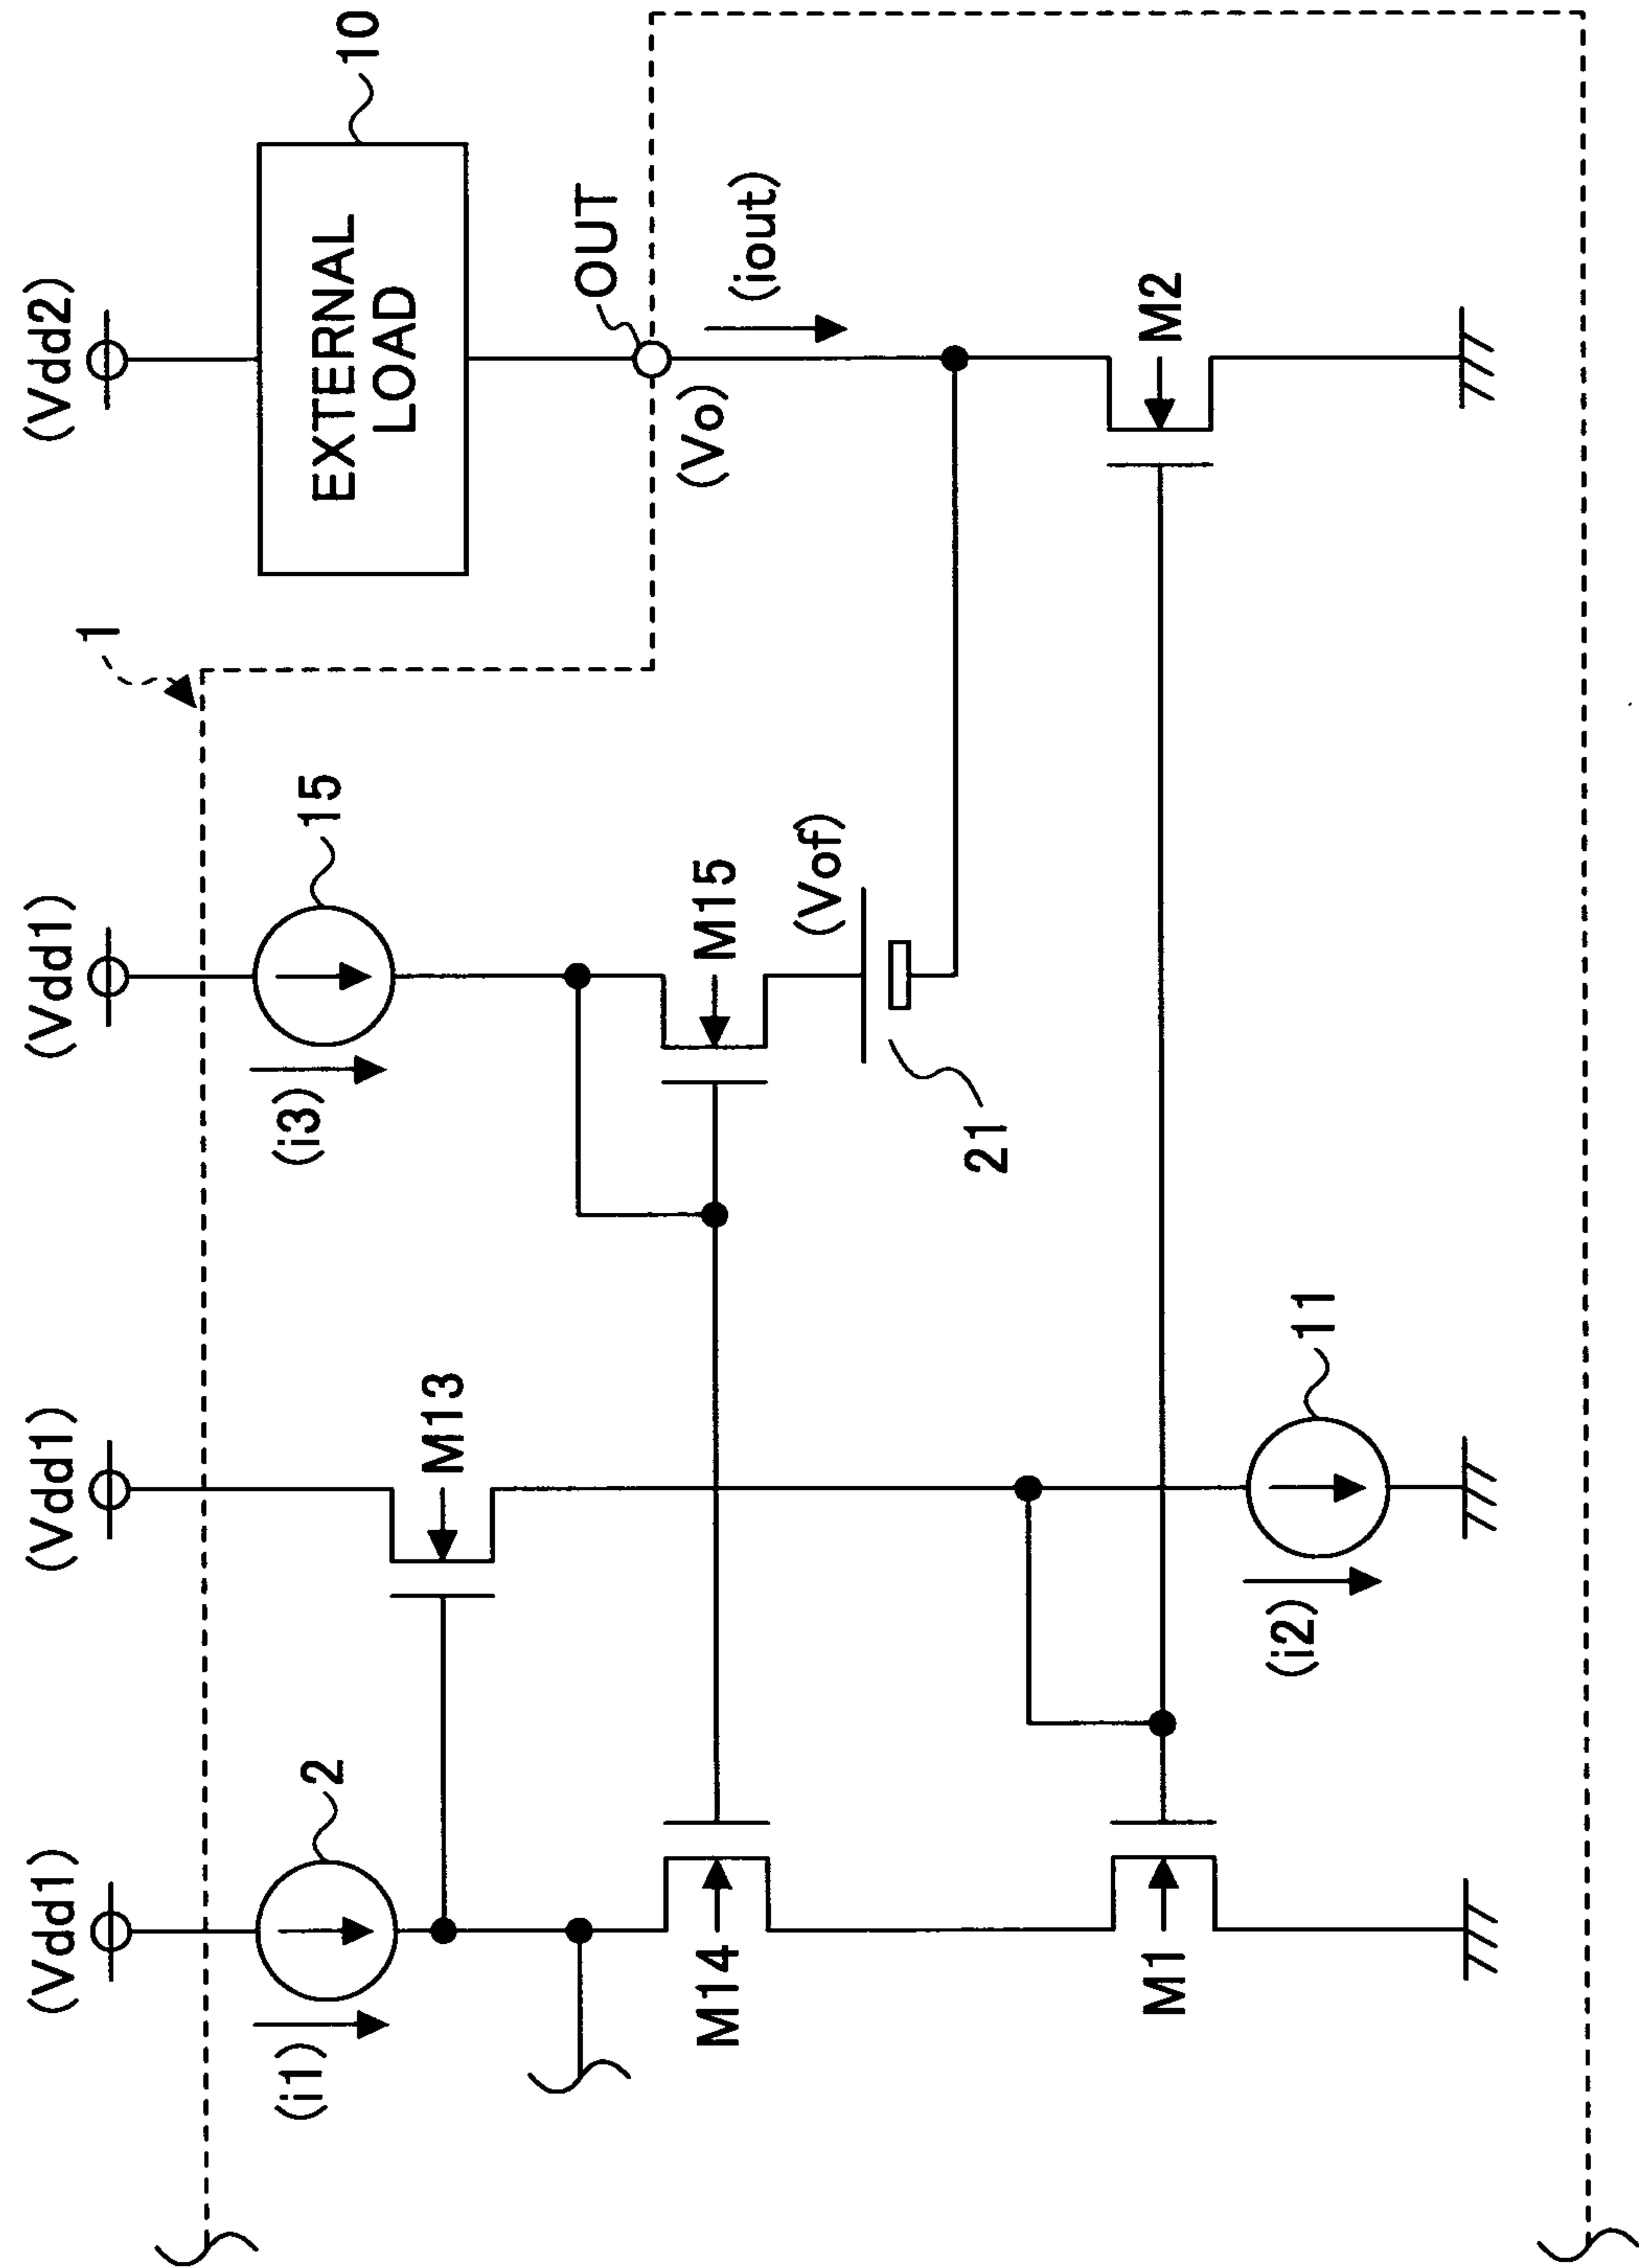 (Vdd1)
(Vdd1)
(Vdd1)
(Vdd2)
1
2
(i1)
15
(i3)
EXTERNAL
LOAD
10
M13
OUT
(Vo)
(iout)
M14
M15
(Vof)
21
M1
11
(i2)
M2